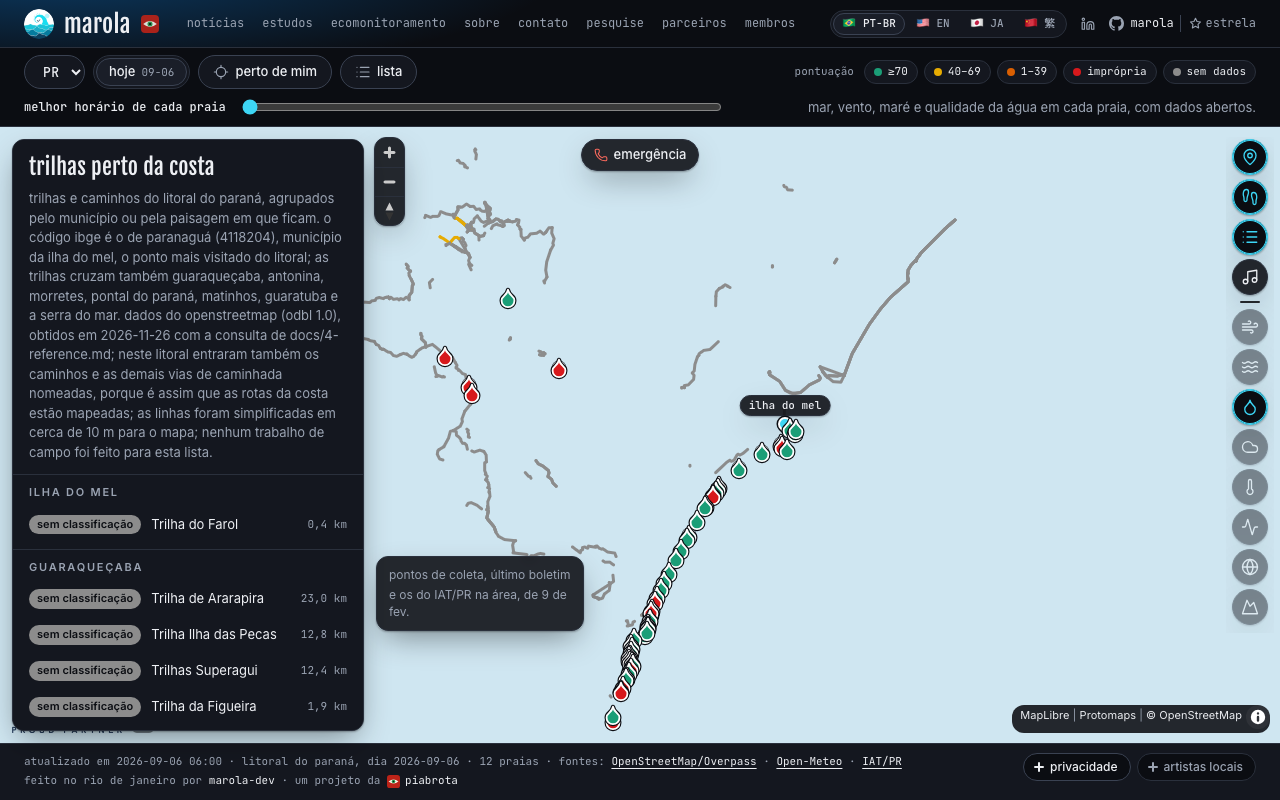 marola
notícias estudos ecomonitoramento sobre contato pesquise parceiros membros
PT-BR EN JA 繁
marola estrela
PR hoje 09-06 perto de mim lista
pontuação ≥70 40–69 1–39 imprópria sem dados
melhor horário de cada praia
mar, vento, maré e qualidade da água em cada praia, com dados abertos.
emergência
trilhas perto da costa
trilhas e caminhos do litoral do paraná, agrupados
pelo município ou pela paisagem em que ficam. o
código ibge é o de paranaguá (4118204), município
da ilha do mel, o ponto mais visitado do litoral; as
trilhas cruzam também guaraqueçaba, antonina,
morretes, pontal do paraná, matinhos, guaratuba e
a serra do mar. dados do openstreetmap (odbl 1.0),
obtidos em 2026-11-26 com a consulta de docs/4-
reference.md; neste litoral entraram também os
caminhos e as demais vias de caminhada
nomeadas, porque é assim que as rotas da costa
estão mapeadas; as linhas foram simplificadas em
cerca de 10 m para o mapa; nenhum trabalho de
campo foi feito para esta lista.
ILHA DO MEL
sem classificação Trilha do Farol 0,4 km
GUARAQUEÇABA
sem classificação Trilha de Ararapira 23,0 km
sem classificação Trilha Ilha das Pecas 12,8 km
sem classificação Trilhas Superagui 12,4 km
sem classificação Trilha da Figueira 1,9 km
ilha do mel
pontos de coleta, último boletim
e os do IAT/PR na área, de 9 de
fev.
MapLibre | Protomaps | © OpenStreetMap
atualizado em 2026-09-06 06:00 · litoral do paraná, dia 2026-09-06 · 12 praias · fontes: OpenStreetMap/Overpass · Open-Meteo · IAT/PR
feito no rio de janeiro por marola-dev · um projeto da piabrota
privacidade
artistas locais